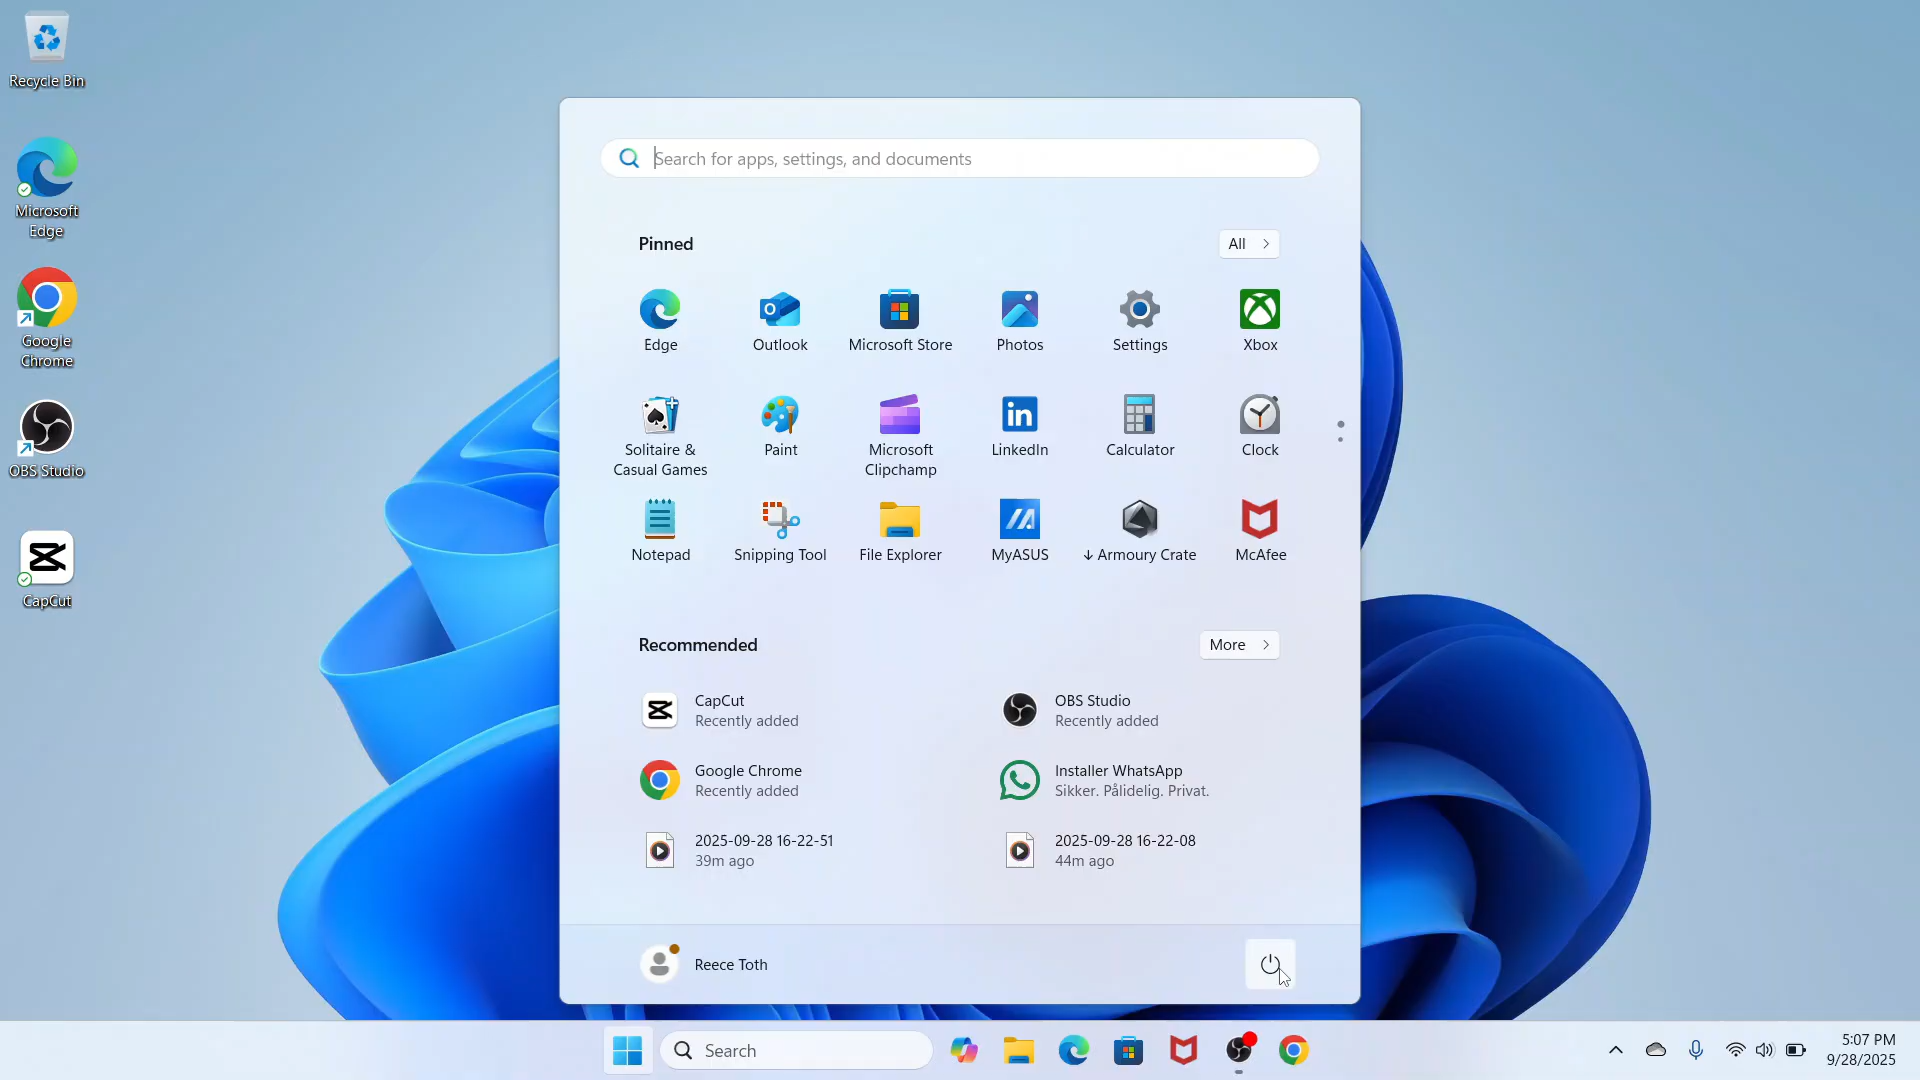 Recycle Bin
Microsoft
Edge
Google
Chrome
OBS Studio
CapCut
Search for apps, settings, and documents
Pinned
All
Edge
Outlook
Microsoft Store
Photos
Settings
Xbox
Solitaire &
Casual Games
Paint
Microsoft
Clipchamp
LinkedIn
Calculator
Clock
Notepad
Snipping Tool
File Explorer
MyASUS
↓ Armoury Crate
McAfee
Recommended
More
CapCut
Recently added
OBS Studio
Recently added
Google Chrome
Recently added
Installer WhatsApp
Sikker. Pålidelig. Privat.
2025-09-28 16-22-51
39m ago
2025-09-28 16-22-08
44m ago
Reece Toth
Search
5:07 PM
9/28/2025